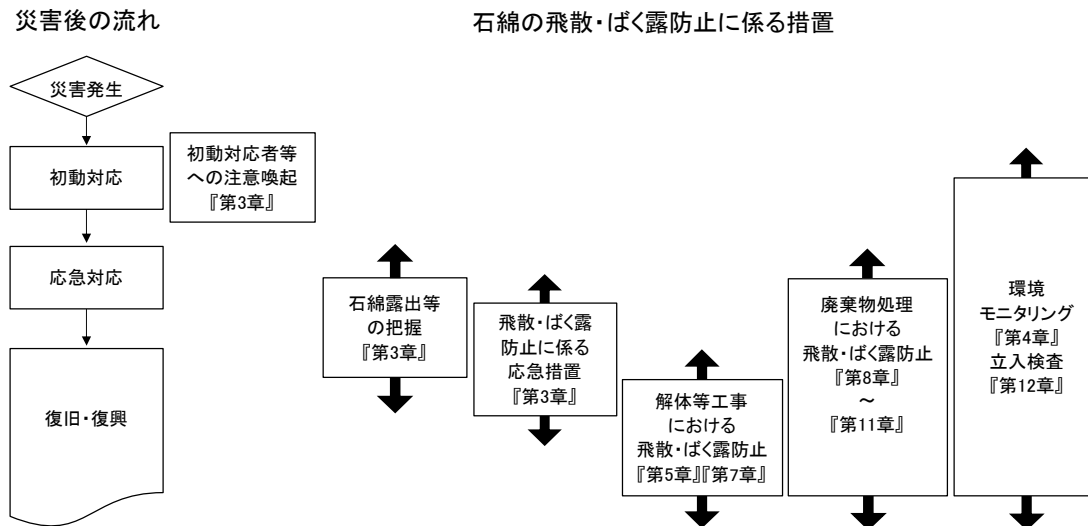 災害後の流れ
石綿の飛散・ばく露防止に係る措置
災害発生
初動対応
応急対応
復旧・復興
初動対応者等
への注意喚起
『第3章』
石綿露出等
の把握
『第3章』
飛散・ばく露
防止に係る
応急措置
『第3章』
解体等工事
における
飛散・ばく露防止
『第5章』『第7章』
廃棄物処理
における
飛散・ばく露防止
『第8章』
～
『第11章』
環境
モニタリング
『第4章』
立入検査
『第12章』